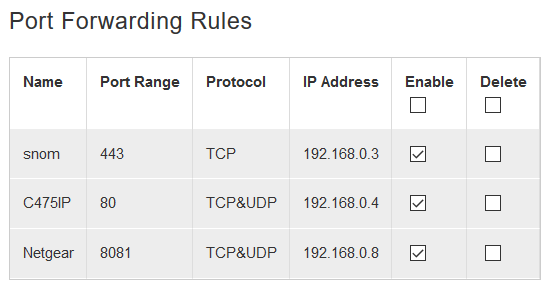 Port Forwarding Rules
Name Port Range Protocol IP Address Enable Delete
snom 443 TCP 192.168.0.3
C475IP 80 TCP&UDP 192.168.0.4
Netgear 8081 TCP&UDP 192.168.0.8